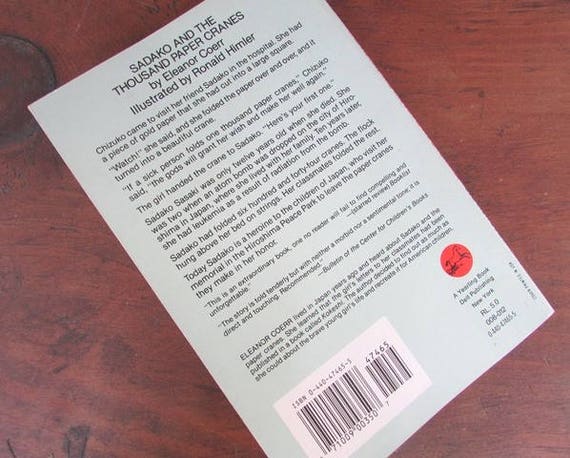 SADAKO AND THE
THOUSAND PAPER CRANES
by Eleanor Coerr
Illustrated by Ronald Himler
Chizuko came to visit her friend Sadako in the hospital. She had
a piece of gold paper that she had cut into a large square.
"Watch!" she said, and she folded the paper over and over, and it
turned into a beautiful crane.
"If a sick person folds one thousand paper cranes," Chizuko
said, "the gods will grant her wish and make her well again."
The girl handed the crane to Sadako. "Here's your first one."
Sadako Sasaki was only twelve years old when she died. She
was two when an atom bomb was dropped on the city of Hiro-
shima in Japan, where she lived with her family. Ten years later,
she had leukemia as a result of radiation from the bomb.
Sadako had folded six hundred and forty-four cranes. The flock
hung above her bed on strings. Her classmates folded the rest.
Today Sadako is a heroine to the children of Japan, who visit her
memorial in the Hiroshima Peace Park to leave the paper cranes
they make in her honor.
"This is an extraordinary book, one no reader will fail to find compelling and
unforgettable." —(starred review) Booklist
"The story is told tenderly but with neither a morbid nor a sentimental tone; it is
direct and touching. Recommended."—Bulletin of the Center for Children's Books
ELEANOR COERR lived in Japan years ago and heard about Sadako and the
paper cranes. She learned that the girl's letters to her classmates had been
published in a book called Kokeshi. The author decided to find out as much as
she could about the brave young girl's life and recreate it for American children.
A Yearling Book
Dell Publishing
New York
RL: 5.0
008-012
0-440-47465-5
ISBN 0-440-47465-5
47465
71009 00350 7